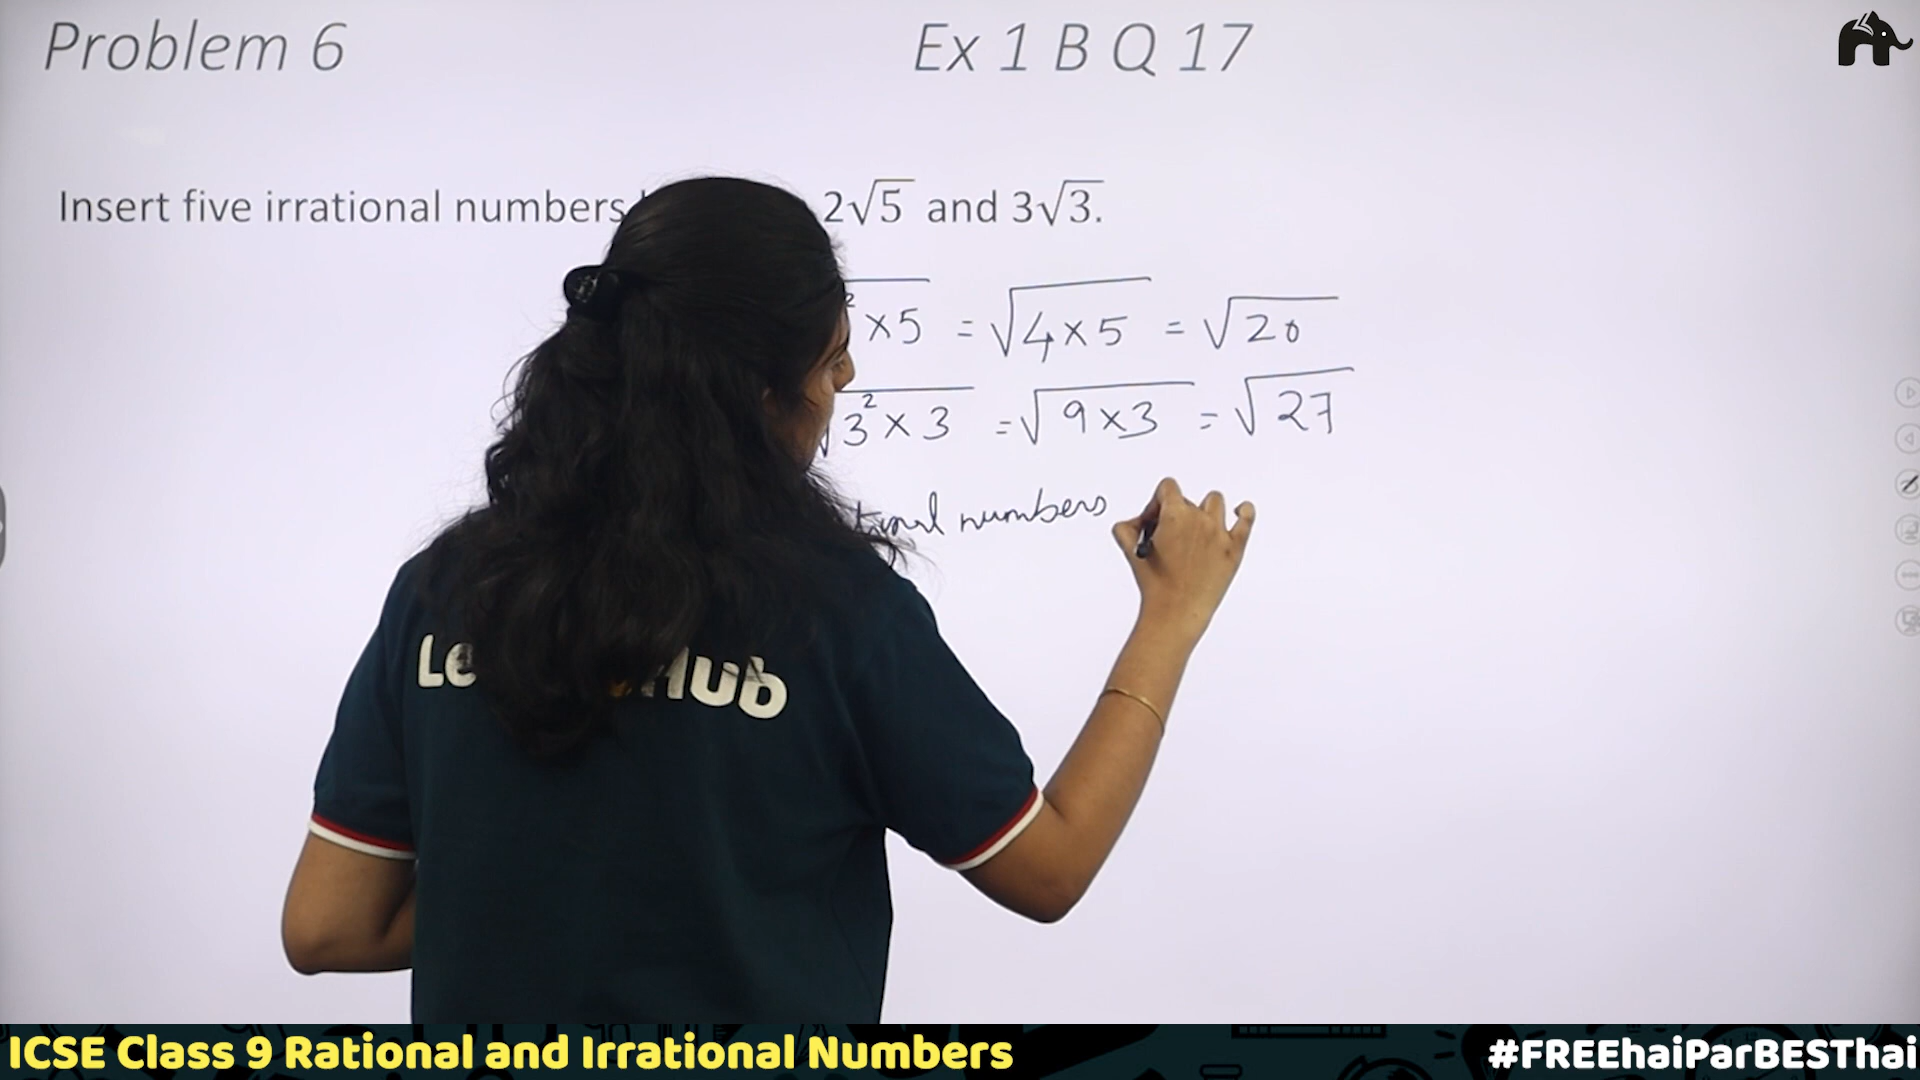 Problem 6 Ex 1 B Q 17
Insert five irrational numbers 2√5 and 3√3.
² × 5 = √4 × 5 = √20
√3² × 3 = √9 × 3 = √27
numbers
Le Hub
ICSE Class 9 Rational and Irrational Numbers #FREEhaiParBESThai